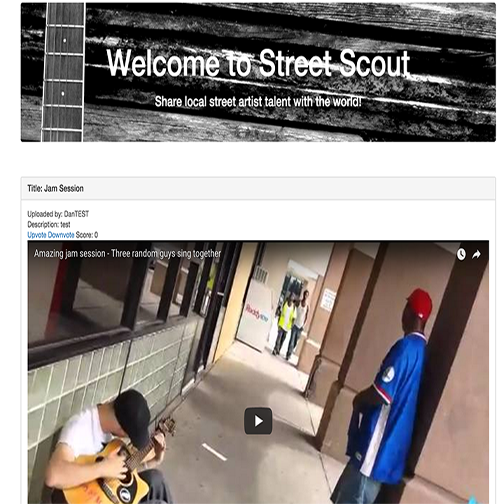 Welcome to Street Scout
Share local street artist talent with the world!
Title: Jam Session
Uploaded by: DanTEST
Description: test
Upvote Downvote Score: 0
Amazing jam session - Three random guys sing together